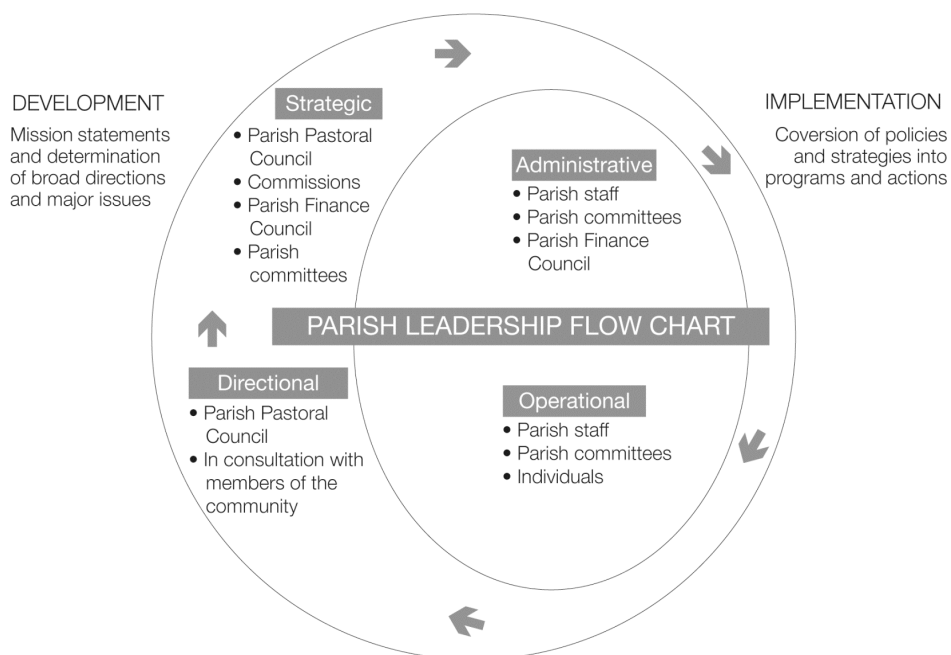 DEVELOPMENT
Mission statements
and determination
of broad directions
and major issues
Strategic
• Parish Pastoral
Council
• Commissions
• Parish Finance
Council
• Parish
committees
Administrative
• Parish staff
• Parish committees
• Parish Finance
Council
IMPLEMENTATION
Coversion of policies
and strategies into
programs and actions
PARISH LEADERSHIP FLOW CHART
Directional
• Parish Pastoral
Council
• In consultation with
members of the
community
Operational
• Parish staff
• Parish committees
• Individuals